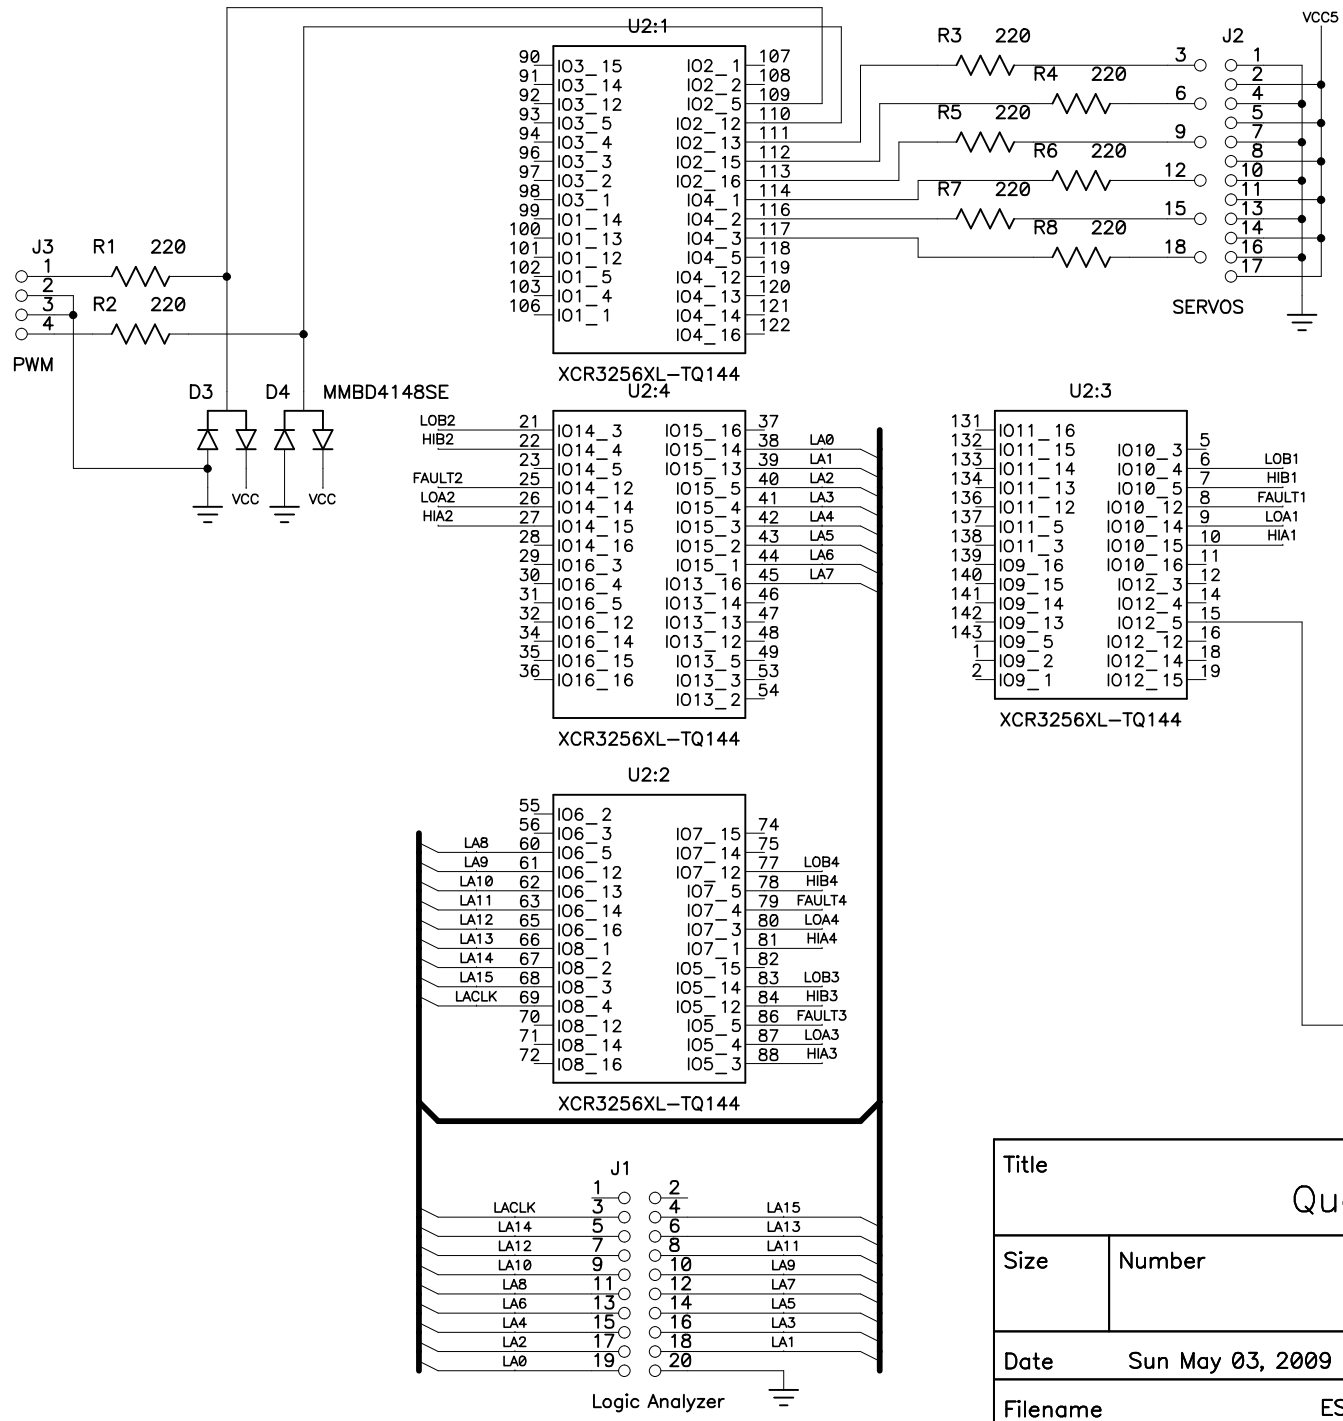 U2:1
90 IO3_15 IO2_1 107
91 IO3_14 IO2_2 108
92 IO3_12 IO2_5 109
93 IO3_5 IO2_12 110
94 IO3_4 IO2_13 111
96 IO3_3 IO2_15 112
97 IO3_2 IO2_16 113
98 IO3_1 IO4_1 114
99 IO1_14 IO4_2 116
100 IO1_13 IO4_3 117
101 IO1_12 IO4_5 118
102 IO1_5 IO4_12 119
103 IO1_4 IO4_13 120
106 IO1_1 IO4_14 121
IO4_16 122
XCR3256XL-TQ144
R3 220 3
R4 220 6
R5 220 9
R6 220 12
R7 220 15
R8 220 18
VCC5
J2
1
2
4
5
7
8
10
11
13
14
16
17
SERVOS
J3
1
2
3
4
PWM
R1 220
R2 220
D3 D4 MMBD4148SE
VCC VCC
U2:4
LOB2 21 IO14_3 IO15_16 37
HIB2 22 IO14_4 IO15_14 38 LA0
23 IO14_5 IO15_13 39 LA1
FAULT2 25 IO14_12 IO15_5 40 LA2
LOA2 26 IO14_14 IO15_4 41 LA3
HIA2 27 IO14_15 IO15_3 42 LA4
28 IO14_16 IO15_2 43 LA5
29 IO16_3 IO15_1 44 LA6
30 IO16_4 IO13_16 45 LA7
31 IO16_5 IO13_14 46
32 IO16_12 IO13_13 47
34 IO16_14 IO13_12 48
35 IO16_15 IO13_5 49
36 IO16_16 IO13_3 53
IO13_2 54
XCR3256XL-TQ144
U2:3
131 IO11_16
132 IO11_15 IO10_3 5
133 IO11_14 IO10_4 6 LOB1
134 IO11_13 IO10_5 7 HIB1
136 IO11_12 IO10_12 8 FAULT1
137 IO11_5 IO10_14 9 LOA1
138 IO11_3 IO10_15 10 HIA1
139 IO9_16 IO10_16 11
140 IO9_15 IO12_3 12
141 IO9_14 IO12_4 14
142 IO9_13 IO12_5 15
143 IO9_5 IO12_12 16
1 IO9_2 IO12_14 18
2 IO9_1 IO12_15 19
XCR3256XL-TQ144
U2:2
55 IO6_2
56 IO6_3 IO7_15 74
LA8 60 IO6_5 IO7_14 75
LA9 61 IO6_12 IO7_12 77 LOB4
LA10 62 IO6_13 IO7_5 78 HIB4
LA11 63 IO6_14 IO7_4 79 FAULT4
LA12 65 IO6_16 IO7_3 80 LOA4
LA13 66 IO8_1 IO7_1 81 HIA4
LA14 67 IO8_2 IO5_15 82
LA15 68 IO8_3 IO5_14 83 LOB3
LACLK 69 IO8_4 IO5_12 84 HIB3
70 IO8_12 IO5_5 86 FAULT3
71 IO8_14 IO5_4 87 LOA3
72 IO8_16 IO5_3 88 HIA3
XCR3256XL-TQ144
J1
1 2
LACLK 3 4 LA15
LA14 5 6 LA13
LA12 7 8 LA11
LA10 9 10 LA9
LA8 11 12 LA7
LA6 13 14 LA5
LA4 15 16 LA3
LA2 17 18 LA1
LA0 19 20
Logic Analyzer
Title
Size Number
Date Sun May 03, 2009
Filename ES